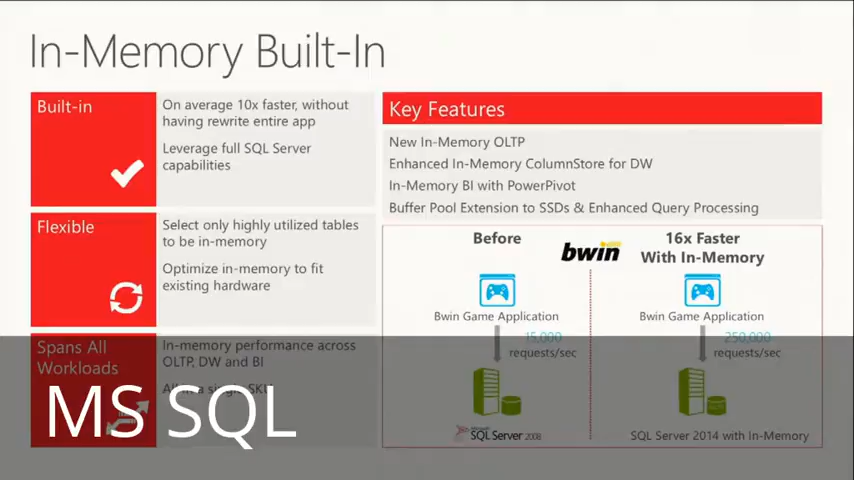 In-Memory Built-In
Built-in
On average 10x faster, without
having rewrite entire app
Leverage full SQL Server
capabilities
Flexible
Select only highly utilized tables
to be in-memory
Optimize in-memory to fit
existing hardware
Spans All
Workloads
In-memory performance across
OLTP, DW and BI
All in a single SKU
Key Features
New In-Memory OLTP
Enhanced In-Memory ColumnStore for DW
In-Memory BI with PowerPivot
Buffer Pool Extension to SSDs & Enhanced Query Processing
Before
bwin
16x Faster
With In-Memory
Bwin Game Application
15,000
requests/sec
SQL Server 2008
Bwin Game Application
250,000
requests/sec
SQL Server 2014 with In-Memory
MS SQL